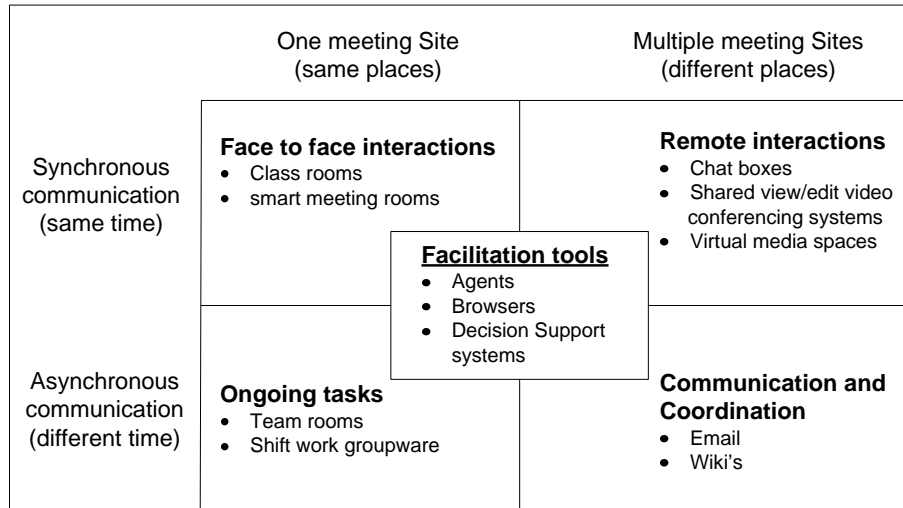 One meeting Site
(same places)
Multiple meeting Sites
(different places)
Synchronous
communication
(same time)
Face to face interactions
• Class rooms
• smart meeting rooms
Remote interactions
• Chat boxes
• Shared view/edit video
conferencing systems
• Virtual media spaces
Facilitation tools
• Agents
• Browsers
• Decision Support
systems
Asynchronous
communication
(different time)
Ongoing tasks
• Team rooms
• Shift work groupware
Communication and
Coordination
• Email
• Wiki's